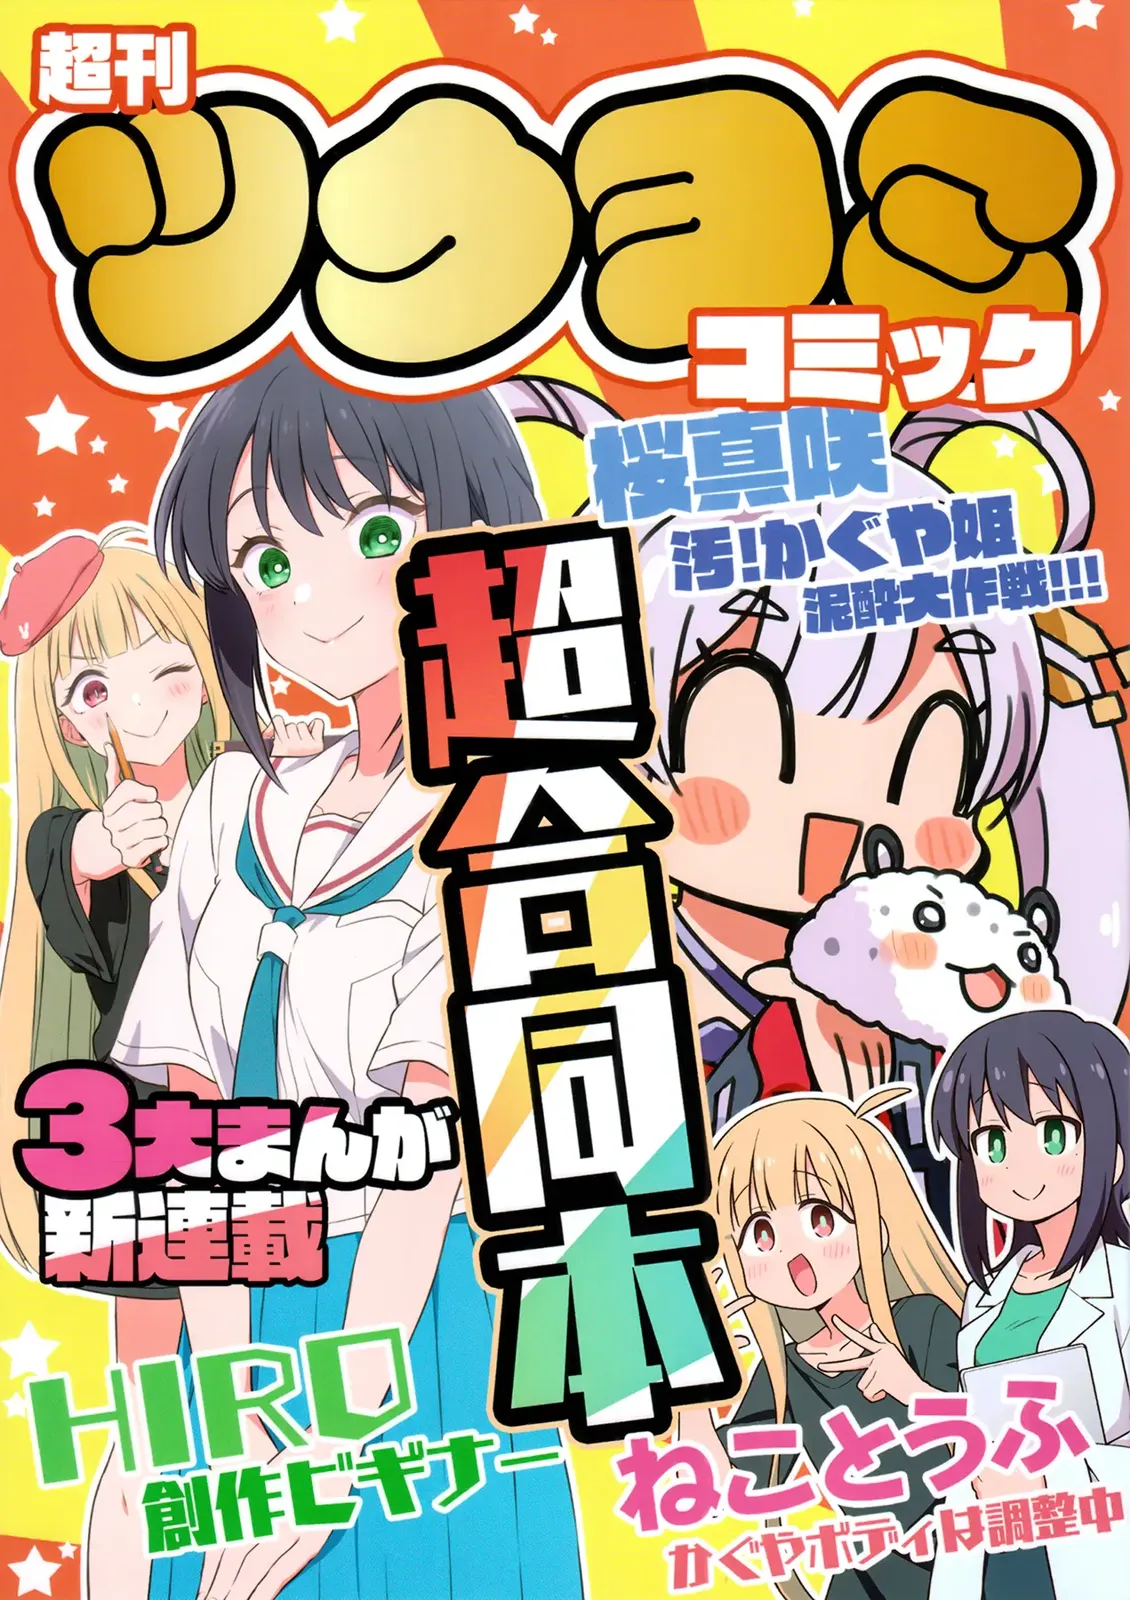 超刊
ツクヨミ
コミック
桜真咲
汚!かぐや姫
泥酔大作戦!!!
超合同本
3大まんが
新連載
HIRO
創作ビギナー
ねことうふ
かぐやボディは調整中